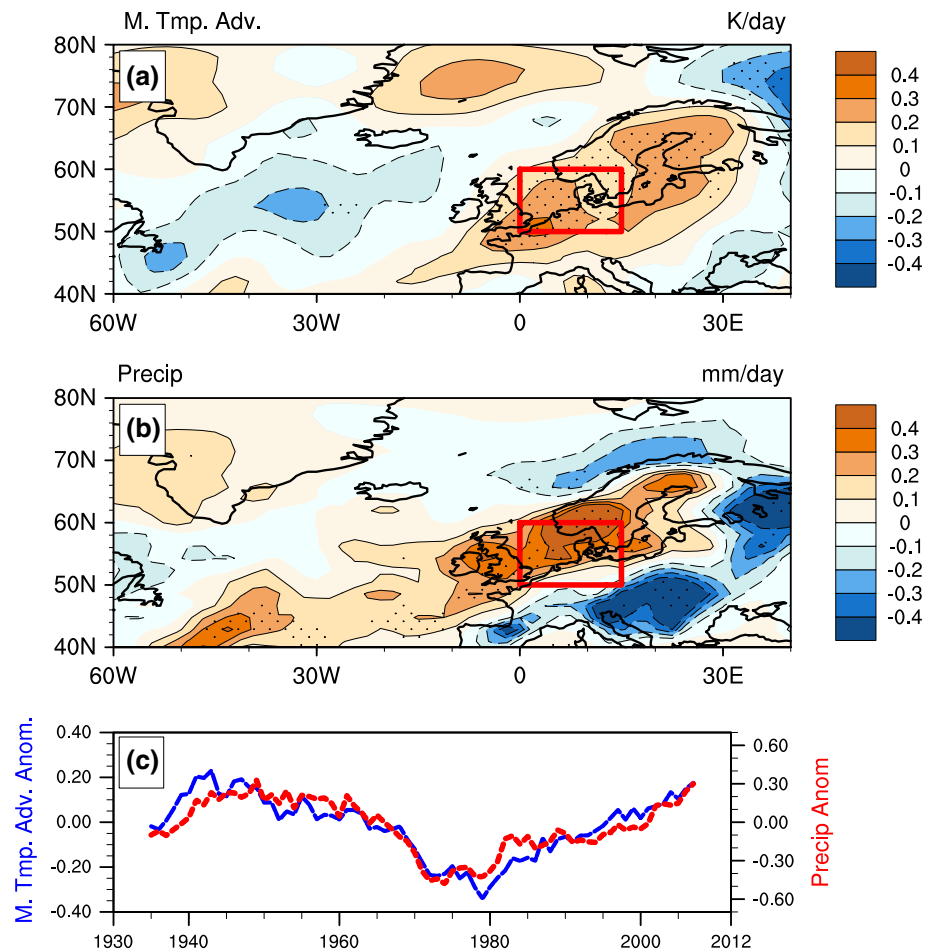 M. Tmp. Adv. K/day
(a)
80N
70N
60N
50N
40N
60W 30W 0 30E
0.4
0.3
0.2
0.1
0
-0.1
-0.2
-0.3
-0.4
Precip mm/day
(b)
80N
70N
60N
50N
40N
60W 30W 0 30E
0.4
0.3
0.2
0.1
0
-0.1
-0.2
-0.3
-0.4
(c)
M. Tmp. Adv. Anom.
0.40
0.20
0.00
-0.20
-0.40
0.60
0.30
0.00
-0.30
-0.60
Precip Anom
1930 1940 1960 1980 2000 2012